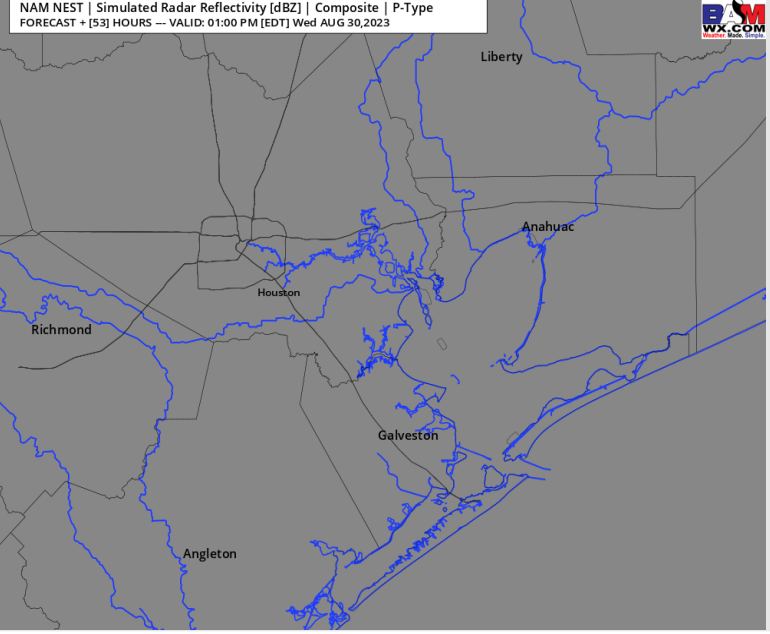 NAM NEST | Simulated Radar Reflectivity [dBZ] | Composite | P-Type
FORECAST + [53] HOURS --- VALID: 01:00 PM [EDT] Wed AUG 30,2023
BAM
WX.COM
Weather. Made. Simple.
Liberty
Anahuac
Houston
Richmond
Galveston
Angleton